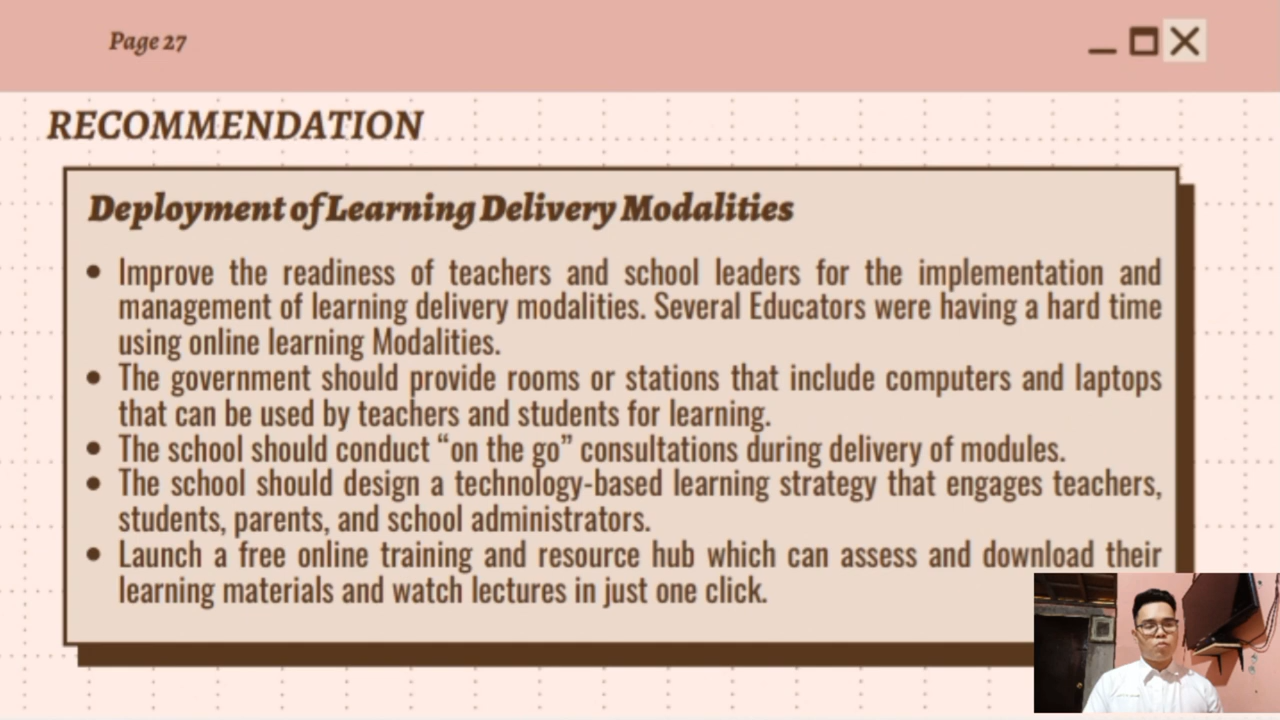 Page 27
RECOMMENDATION
Deployment of Learning Delivery Modalities
• Improve the readiness of teachers and school leaders for the implementation and
management of learning delivery modalities. Several Educators were having a hard time
using online learning Modalities.
• The government should provide rooms or stations that include computers and laptops
that can be used by teachers and students for learning.
• The school should conduct “on the go” consultations during delivery of modules.
• The school should design a technology-based learning strategy that engages teachers,
students, parents, and school administrators.
• Launch a free online training and resource hub which can assess and download their
learning materials and watch lectures in just one click.